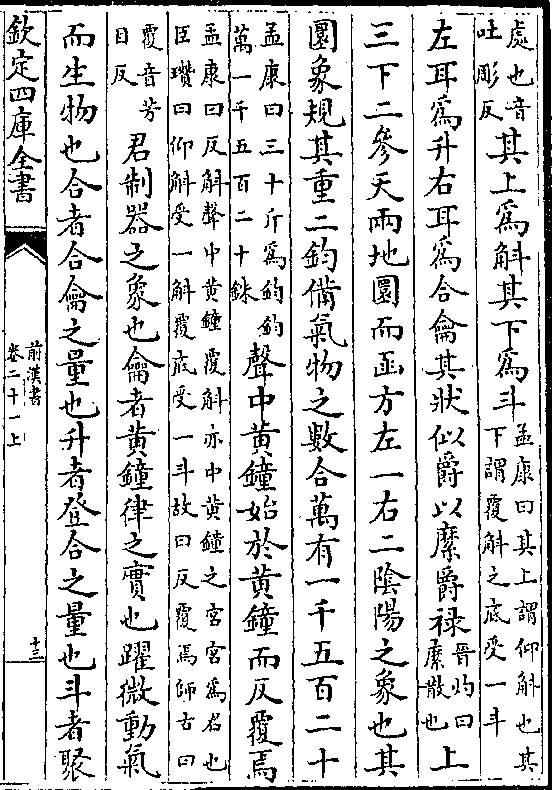 處也音
吐彫反
其上爲斛其下爲斗
孟康曰其上謂仰斛也其
下謂覆斛之底受一斗
左耳爲升右耳爲合龠其狀似爵以縻爵禄
晉灼曰
縻散也
上
三下二參天兩地圜而函方左一右二陰陽之象也其
圜象規其重二鈞備氣物之數合萬有一千五百二十
孟康曰三十斤爲鈞鈞
萬一千五百二十銖
聲中黄鐘始於黄鐘而反覆焉
孟康曰反斛聲中黄鐘覆斛亦中黄鐘之宫宫爲君也
臣瓚曰仰斛受一斛覆底受一斗故曰反覆焉師古曰
覆音芳
目反
君制器之象也龠者黄鐘律之實也躍微動氣
而生物也合者合龠之量也升者登合之量也斗者聚
欽定四庫全書
前漢書
卷二十一上
十三